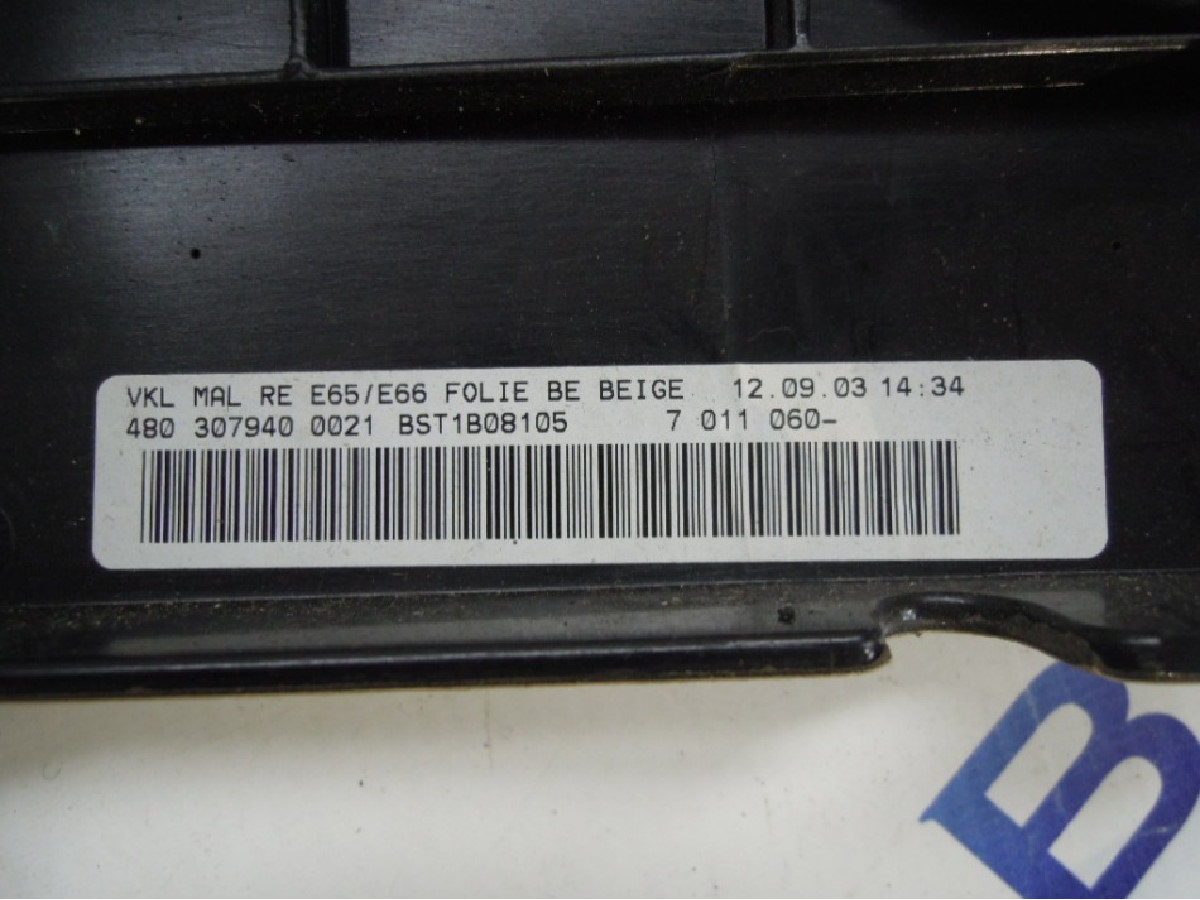 VKL MAL RE E65/E66 FOLIE BE BEIGE 12.09.03 14:34
480 307940 0021 BST1B08105 7 011 060-
B